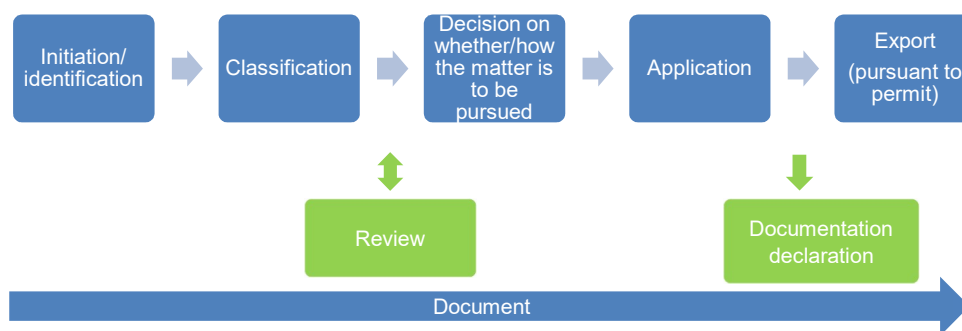 Initiation/
identification
Classification
Decision on
whether/how
the matter is
to be
pursued
Application
Export
(pursuant to
permit)
Review
Documentation
declaration
Document